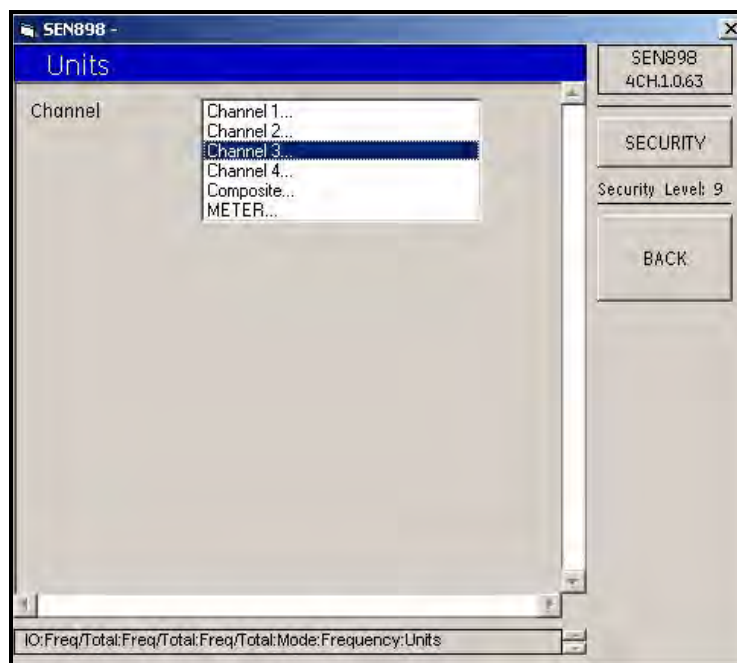 SEN898 -
Units
SEN898
4CH.1.0.63
Channel
Channel 1...
Channel 2...
Channel 3...
Channel 4...
Composite...
METER...
SECURITY
Security Level: 9
BACK
IO:Freq/Total:Freq/Total:Freq/Total:Mode:Frequency:Units